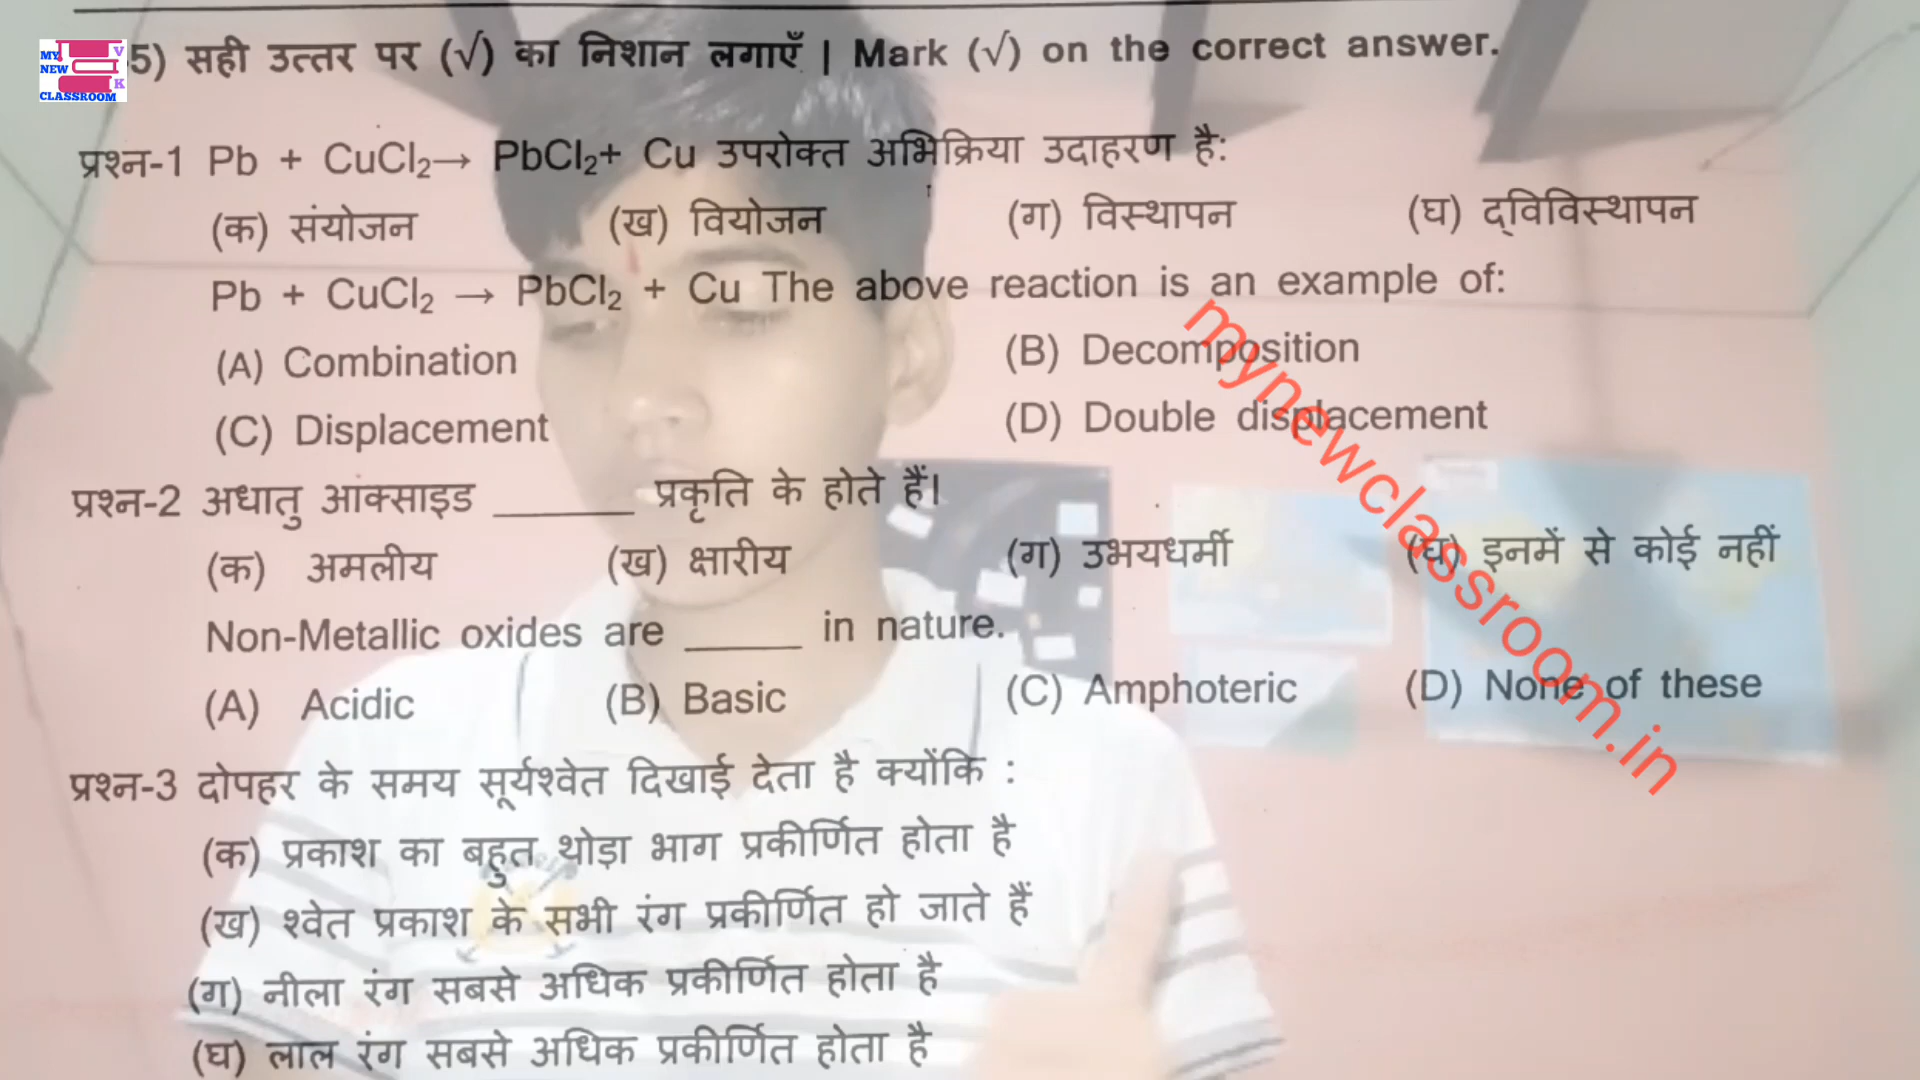 MY NEW CLASSROOM V K
5) सही उत्तर पर (√) का निशान लगाएँ | Mark (√) on the correct answer.
प्रश्न-1 Pb + CuCl₂→ PbCl₂+ Cu उपरोक्त अभिक्रिया उदाहरण है:
(क) संयोजन (ख) वियोजन (ग) विस्थापन (घ) द्विविस्थापन
Pb + CuCl₂ → PbCl₂ + Cu The above reaction is an example of:
(A) Combination (B) Decomposition
(C) Displacement (D) Double displacement
प्रश्न-2 अधातु आक्साइड ______ प्रकृति के होते हैं।
(क) अमलीय (ख) क्षारीय (ग) उभयधर्मी (घ) इनमें से कोई नहीं
Non-Metallic oxides are _____ in nature.
(A) Acidic (B) Basic (C) Amphoteric (D) None of these
प्रश्न-3 दोपहर के समय सूर्यश्वेत दिखाई देता है क्योंकि :
(क) प्रकाश का बहुत थोड़ा भाग प्रकीर्णित होता है
(ख) श्वेत प्रकाश के सभी रंग प्रकीर्णित हो जाते हैं
(ग) नीला रंग सबसे अधिक प्रकीर्णित होता है
(घ) लाल रंग सबसे अधिक प्रकीर्णित होता है
mynewclassroom.in